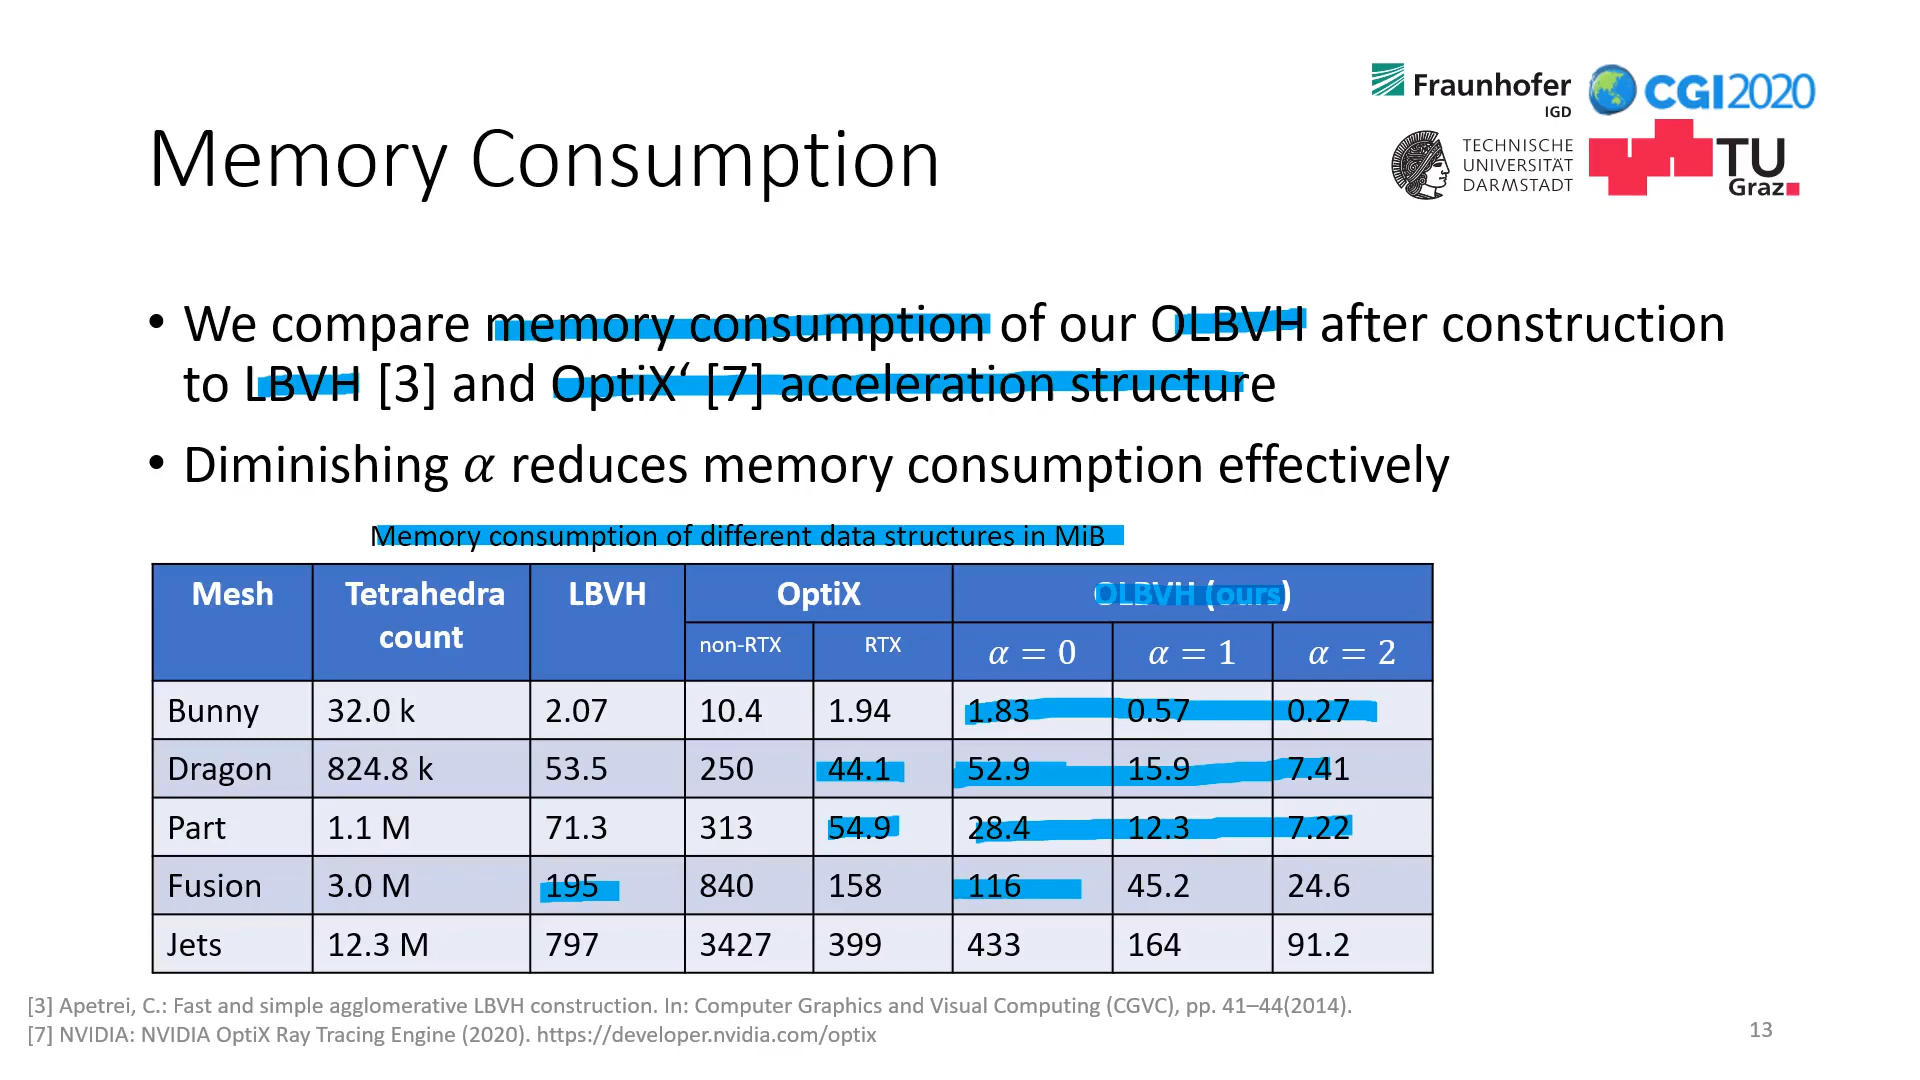 Fraunhofer
IGD
CGI2020
TECHNISCHE
UNIVERSITÄT
DARMSTADT
TU
Graz
Memory Consumption
• We compare memory consumption of our OLBVH after construction
to LBVH [3] and OptiX‘ [7] acceleration structure
• Diminishing α reduces memory consumption effectively
Memory consumption of different data structures in MiB
Mesh Tetrahedra count LBVH OptiX OLBVH (ours)
non-RTX RTX α = 0 α = 1 α = 2
Bunny 32.0 k 2.07 10.4 1.94 1.83 0.57 0.27
Dragon 824.8 k 53.5 250 44.1 52.9 15.9 7.41
Part 1.1 M 71.3 313 54.9 28.4 12.3 7.22
Fusion 3.0 M 195 840 158 116 45.2 24.6
Jets 12.3 M 797 3427 399 433 164 91.2
[3] Apetrei, C.: Fast and simple agglomerative LBVH construction. In: Computer Graphics and Visual Computing (CGVC), pp. 41–44(2014).
[7] NVIDIA: NVIDIA OptiX Ray Tracing Engine (2020). https://developer.nvidia.com/optix
13